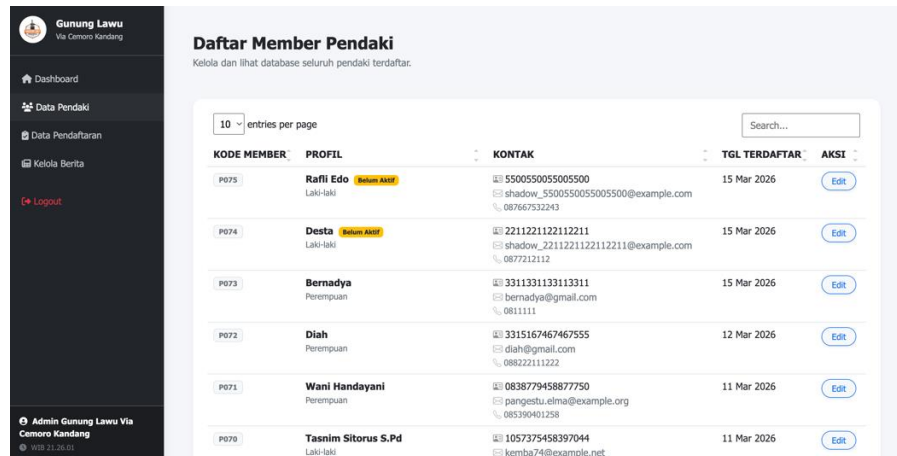 Gunung Lawu
Via Cemoro Kandang
Dashboard
Data Pendaki
Data Pendaftaran
Kelola Berita
Logout
Admin Gunung Lawu Via
Cemoro Kandang
WIB 21.26.01
Daftar Member Pendaki
Kelola dan lihat database seluruh pendaki terdaftar.
10 entries per page
Search...
KODE MEMBER PROFIL KONTAK TGL TERDAFTAR AKSI
P075 Rafli Edo Belum Aktif 5500550055005500 15 Mar 2026 Edit
Laki-laki shadow_5500550055005500@example.com
087667532243
P074 Desta Belum Aktif 2211221122112211 15 Mar 2026 Edit
Laki-laki shadow_2211221122112211@example.com
0877212112
P073 Bernadya 3311331133113311 15 Mar 2026 Edit
Perempuan bernadya@gmail.com
0811111
P072 Diah 3315167467467555 12 Mar 2026 Edit
Perempuan diah@gmail.com
088222111222
P071 Wani Handayani 0838779458877750 11 Mar 2026 Edit
Perempuan pangestu.elma@example.org
085390401258
P070 Tasnim Sitorus S.Pd 1057375458397044 11 Mar 2026 Edit
Laki-laki kemba74@example.net